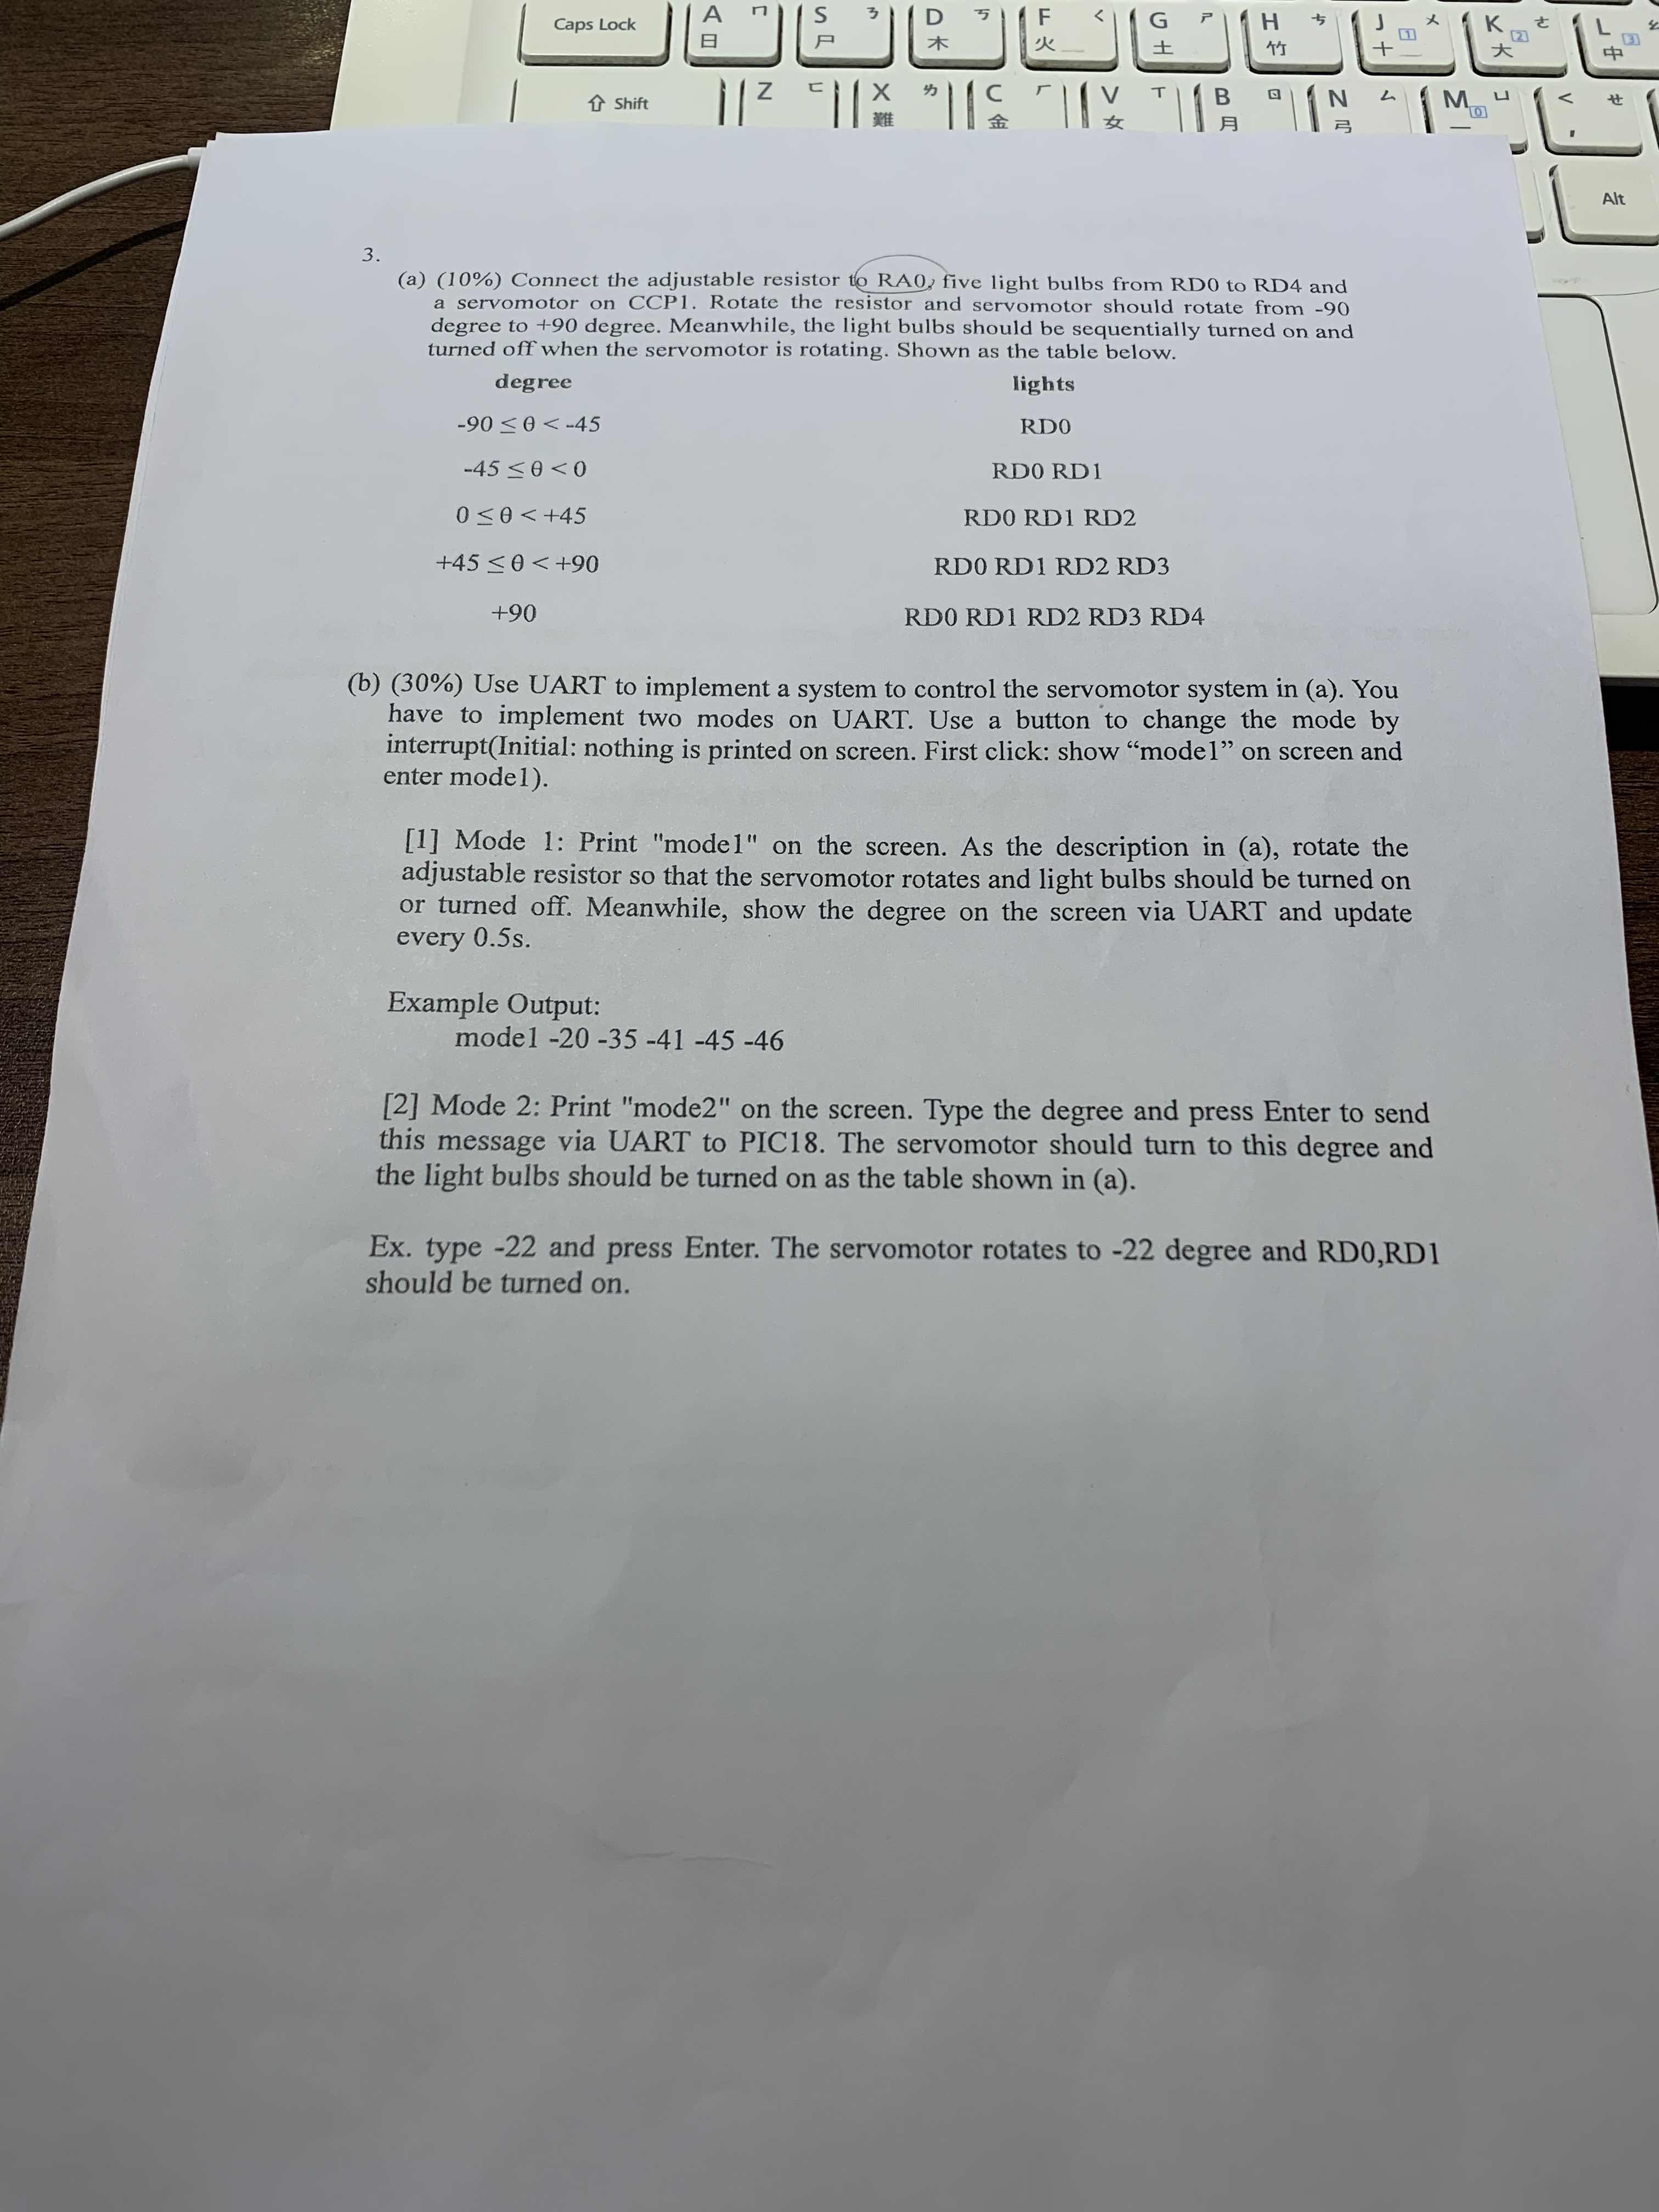 Caps Lock
A ㄇ 日
S ㄋ 尸
D ㄎ 木
F ㄑ 火
G ㄕ 土
H ㄘ 竹
J ㄨ 十 1
K ㄜ 大 2
L 中 3
Shift
Z ㄈ
X ㄌ 難
C ㄏ 金
V ㄒ 女
B ㄖ 月
N ㄙ 弓
M ㄩ 一 0
< ㄝ ,
Alt
3.
(a) (10%) Connect the adjustable resistor to RA0, five light bulbs from RD0 to RD4 and
a servomotor on CCP1. Rotate the resistor and servomotor should rotate from -90
degree to +90 degree. Meanwhile, the light bulbs should be sequentially turned on and
turned off when the servomotor is rotating. Shown as the table below.
degree lights
-90 ≤ θ < -45 RD0
-45 ≤ θ < 0 RD0 RD1
0 ≤ θ < +45 RD0 RD1 RD2
+45 ≤ θ < +90 RD0 RD1 RD2 RD3
+90 RD0 RD1 RD2 RD3 RD4
(b) (30%) Use UART to implement a system to control the servomotor system in (a). You
have to implement two modes on UART. Use a button to change the mode by
interrupt(Initial: nothing is printed on screen. First click: show “mode1” on screen and
enter mode1).
[1] Mode 1: Print "mode1" on the screen. As the description in (a), rotate the
adjustable resistor so that the servomotor rotates and light bulbs should be turned on
or turned off. Meanwhile, show the degree on the screen via UART and update
every 0.5s.
Example Output:
mode1 -20 -35 -41 -45 -46
[2] Mode 2: Print "mode2" on the screen. Type the degree and press Enter to send
this message via UART to PIC18. The servomotor should turn to this degree and
the light bulbs should be turned on as the table shown in (a).
Ex. type -22 and press Enter. The servomotor rotates to -22 degree and RD0,RD1
should be turned on.